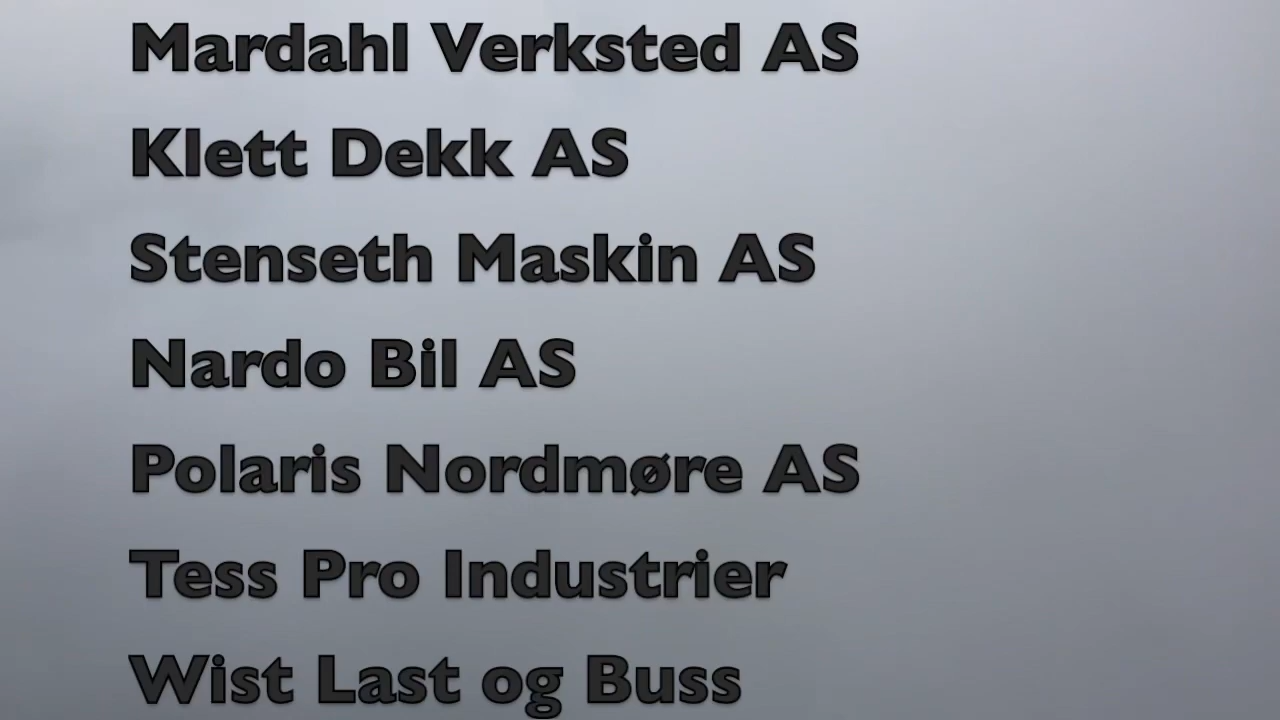 Mardahl Verksted AS
Klett Dekk AS
Stenseth Maskin AS
Nardo Bil AS
Polaris Nordmøre AS
Tess Pro Industrier
Wist Last og Buss